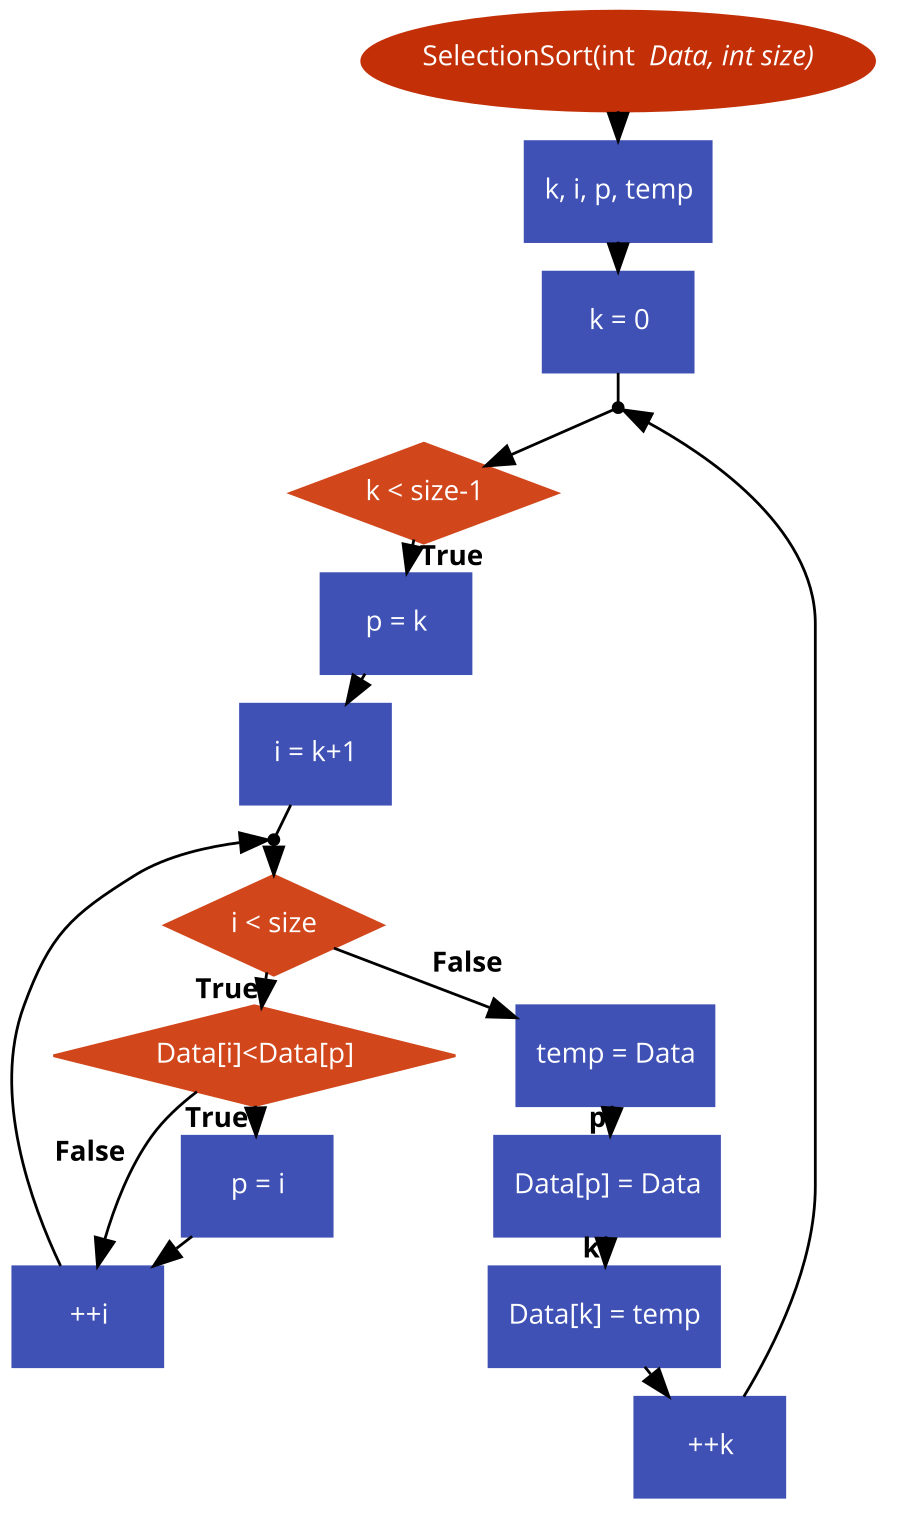 SelectionSort(int Data, int size)
k, i, p, temp
k = 0
k < size-1
True
p = k
i = k+1
i < size
False
True
Data[i]<Data[p]
temp = Data
True
p
False
p = i
Data[p] = Data
k
++i
Data[k] = temp
++k